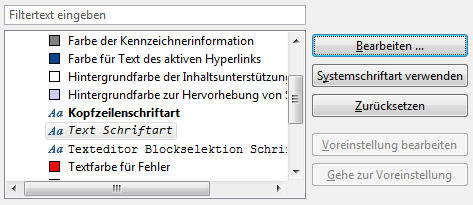 Filtertext eingeben
Farbe der Kennzeichnerinformation
Farbe für Text des aktiven Hyperlinks
Hintergrundfarbe der Inhaltsunterstützung
Hintergrundfarbe zur Hervorhebung von S
Aa Kopfzeilenschriftart
Aa Text Schriftart
Aa Texteditor Blockselektion Schri
Textfarbe für Fehler
Bearbeiten ...
Systemschriftart verwenden
Zurücksetzen
Voreinstellung bearbeiten
Gehe zur Voreinstellung